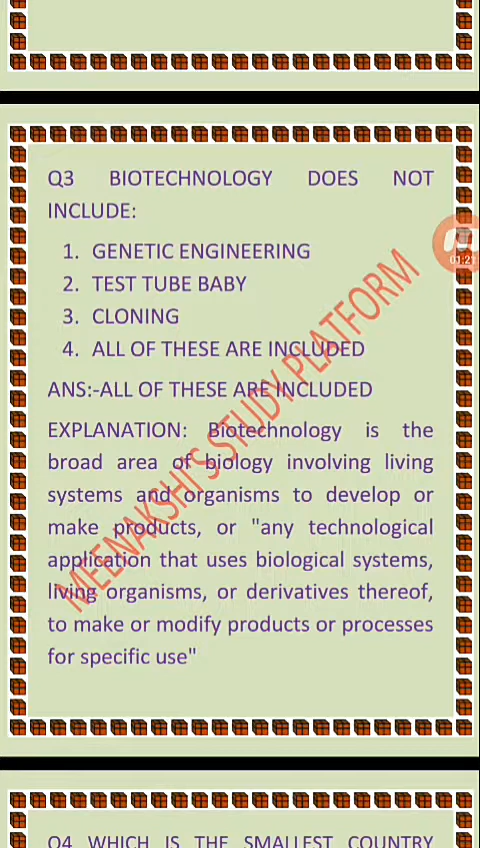 Q3 BIOTECHNOLOGY DOES NOT
INCLUDE:
1. GENETIC ENGINEERING
2. TEST TUBE BABY
3. CLONING
4. ALL OF THESE ARE INCLUDED
ANS:-ALL OF THESE ARE INCLUDED
EXPLANATION: Biotechnology is the
broad area of biology involving living
systems and organisms to develop or
make products, or "any technological
application that uses biological systems,
living organisms, or derivatives thereof,
to make or modify products or processes
for specific use"
MEENAKSHI'S STUDY PLATFORM
01:21
Q4 WHICH IS THE SMALLEST COUNTRY